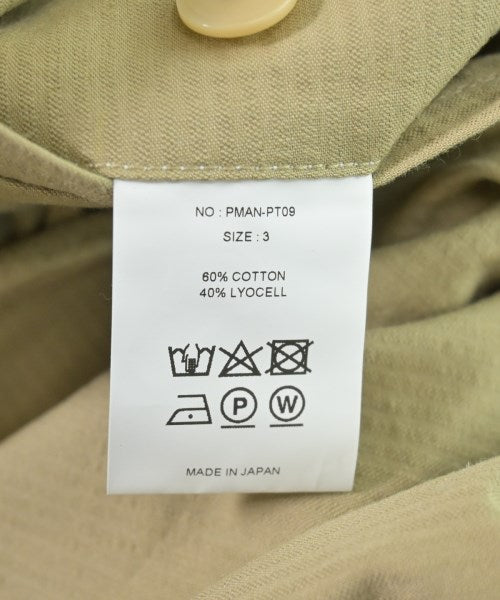 NO : PMAN-PT09
SIZE : 3
60% COTTON
40% LYOCELL
P W
MADE IN JAPAN